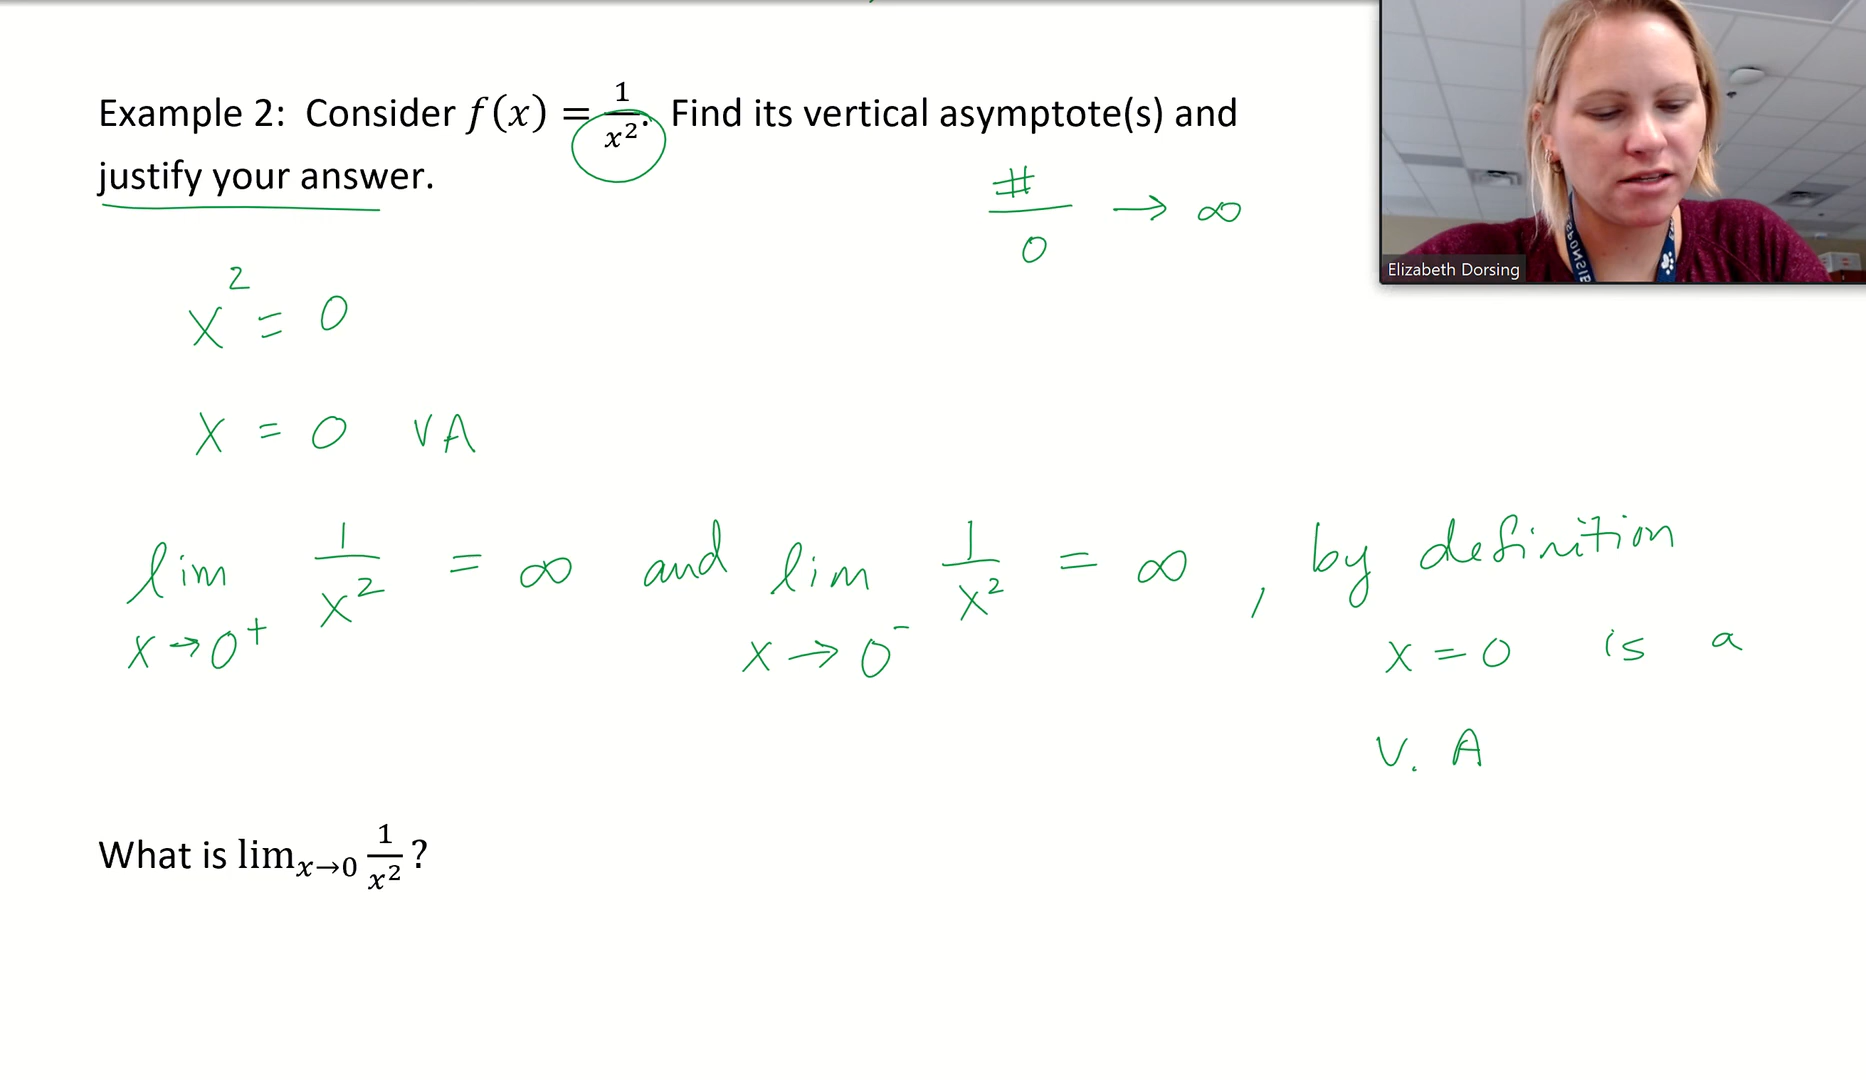 Example 2: Consider f(x) = 1/x². Find its vertical asymptote(s) and
justify your answer.
#/0 → ∞
x² = 0
x = 0 VA
lim x→0⁺ 1/x² = ∞ and lim x→0⁻ 1/x² = ∞, by definition
x = 0 is a
V. A
What is lim x→0 1/x²?
Elizabeth Dorsing